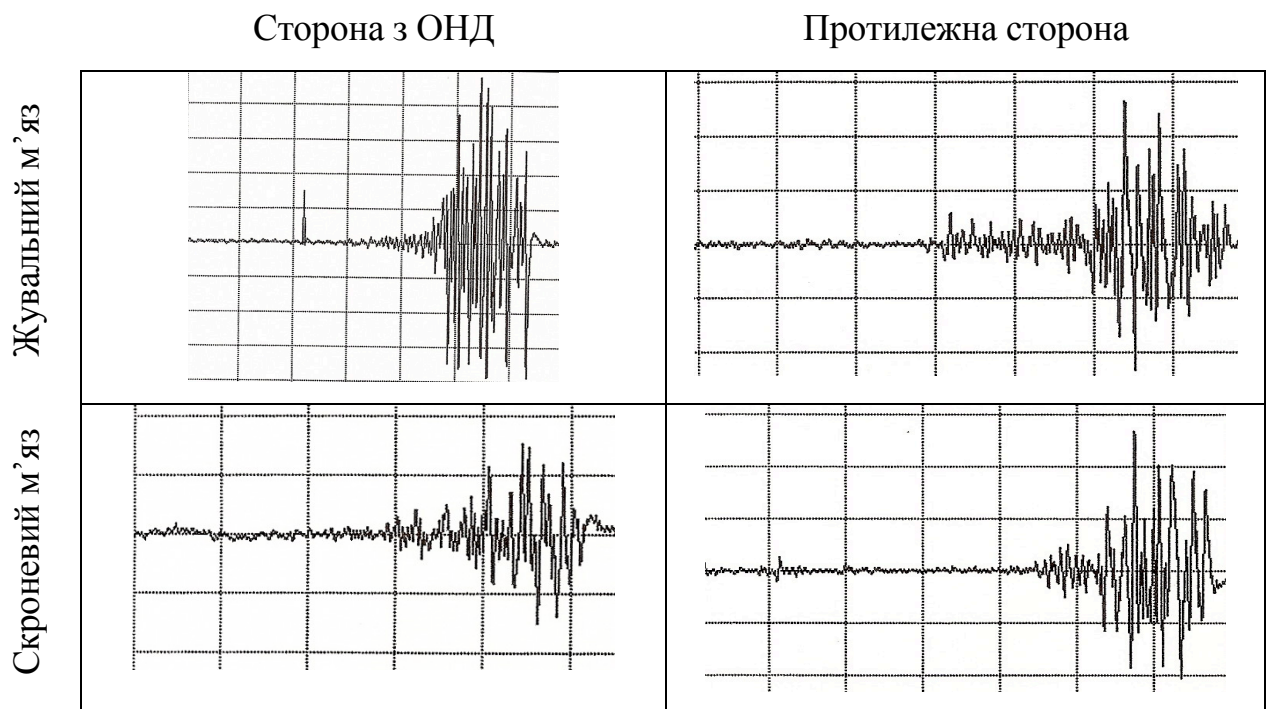 Сторона з ОНД
Протилежна сторона
Жувальний м’яз
Скроневий м’яз